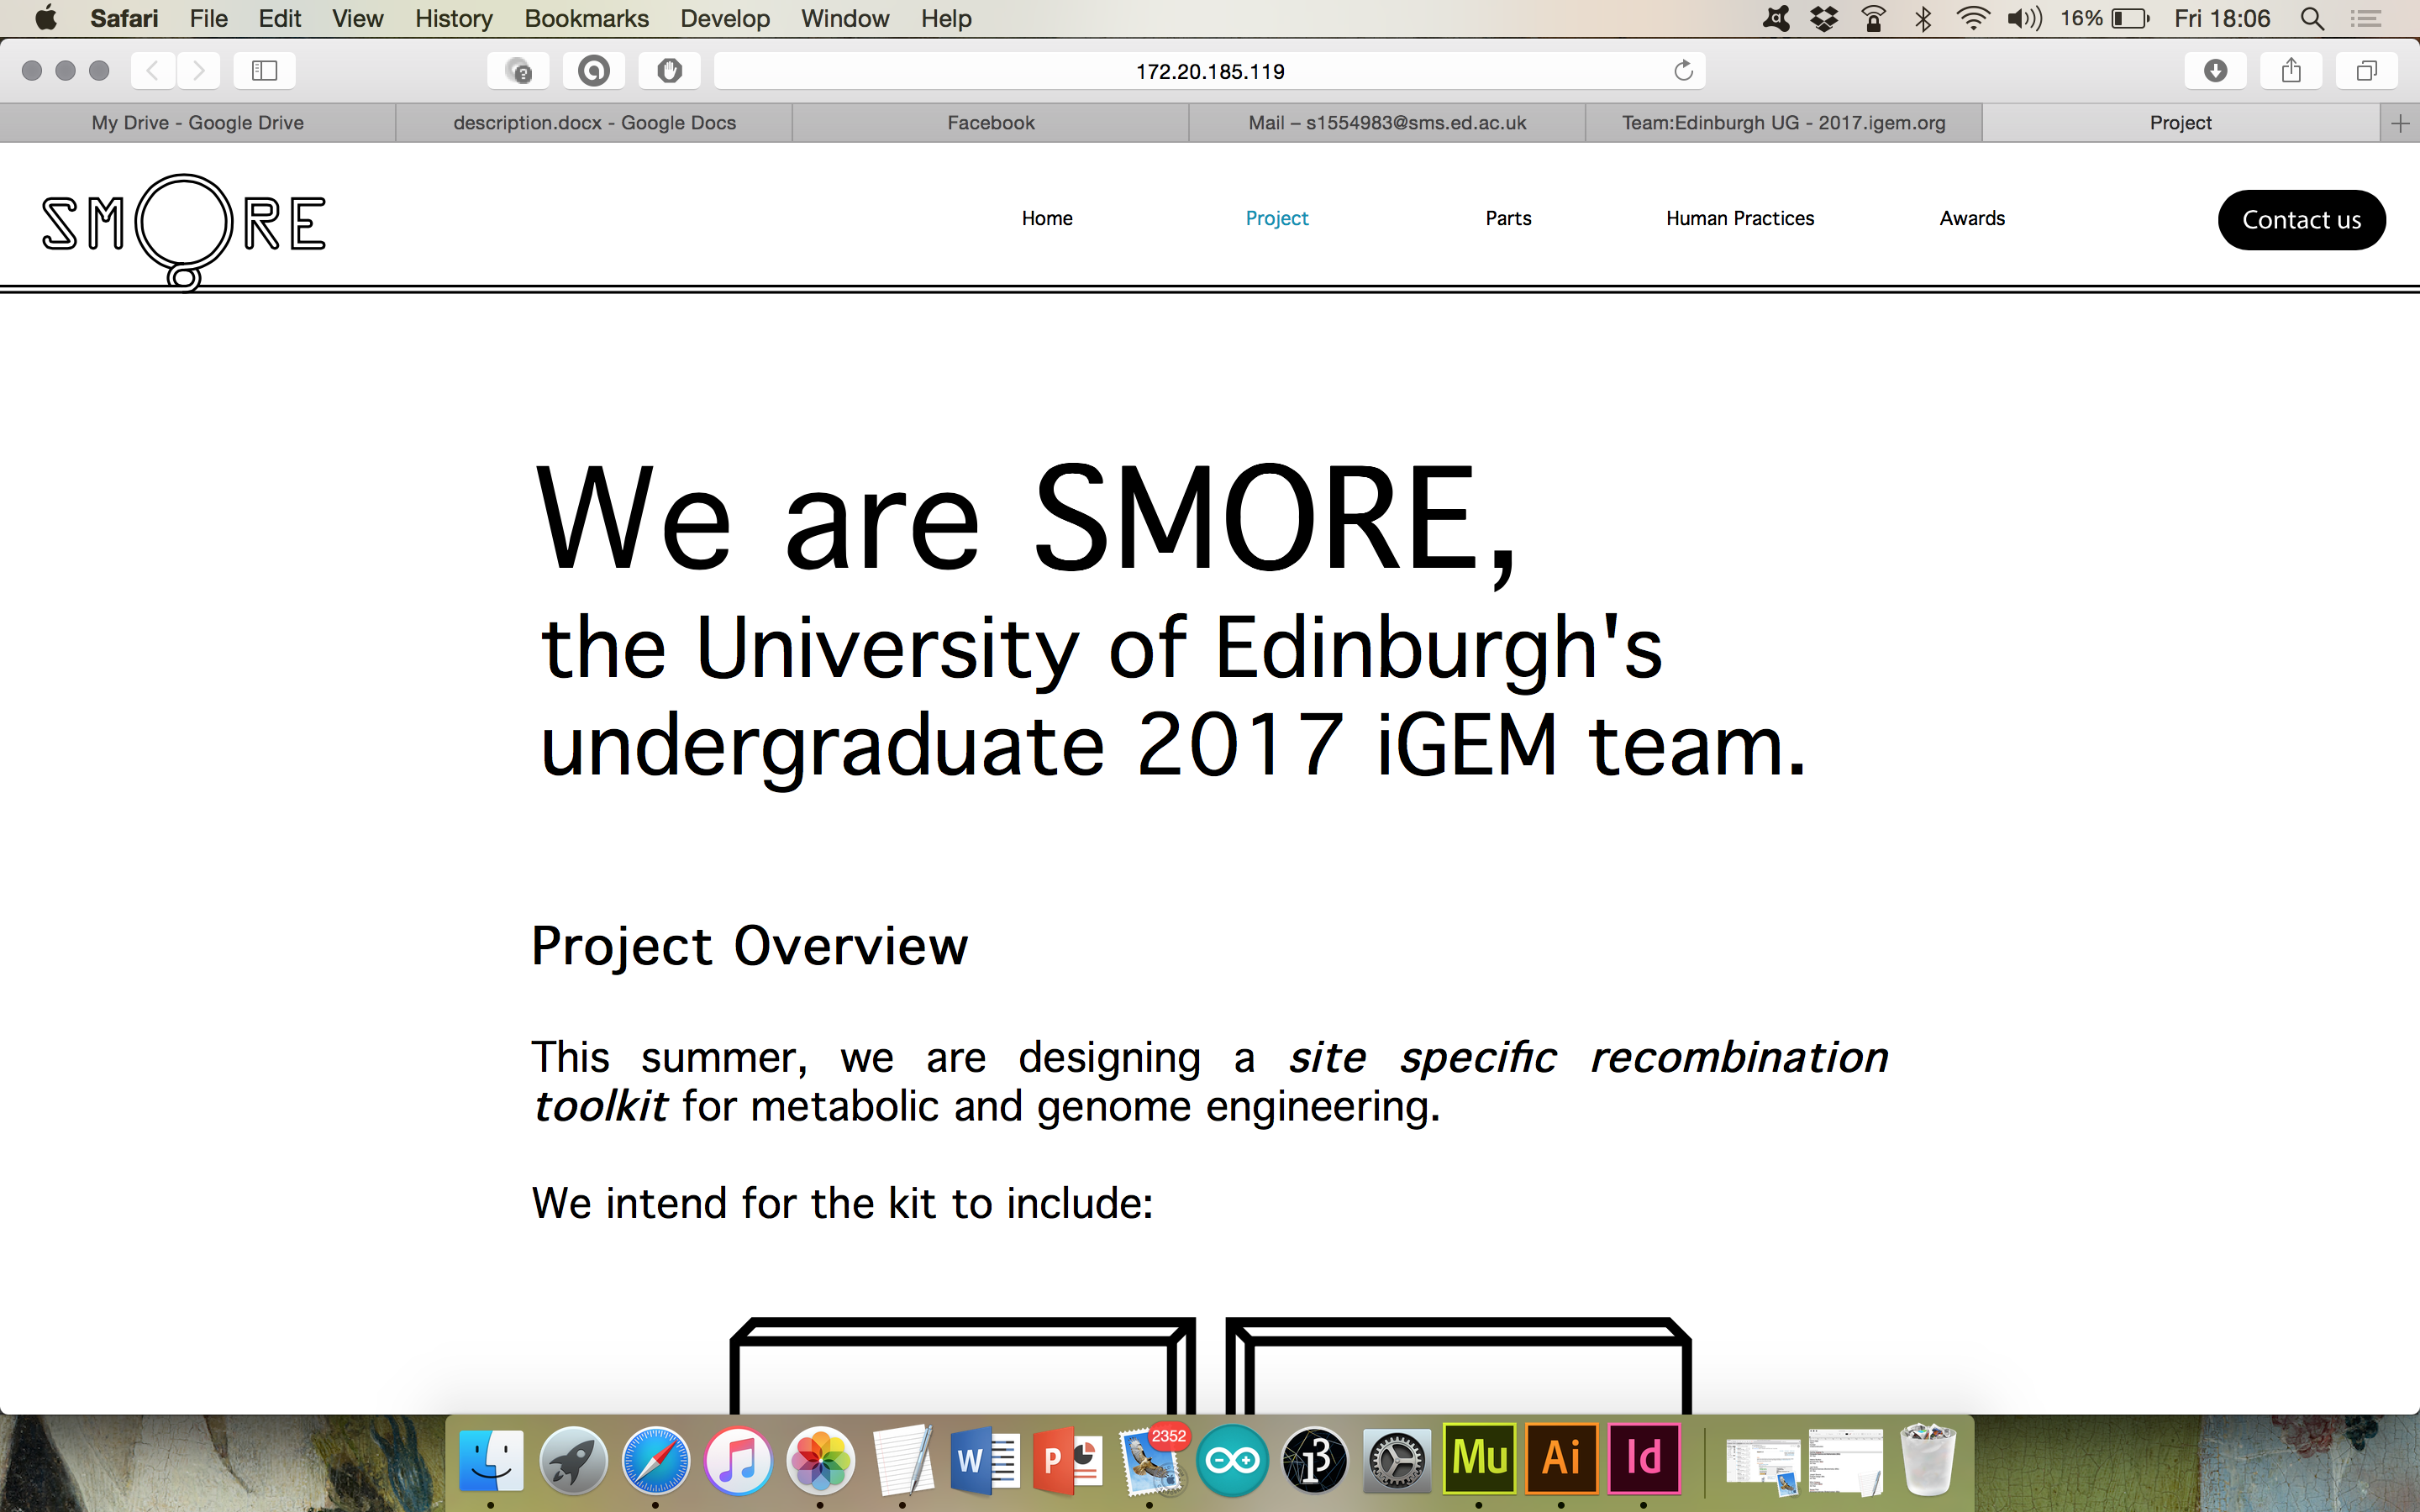 Safari File Edit View History Bookmarks Develop Window Help 16% Fri 18:06
172.20.185.119
My Drive - Google Drive description.docx - Google Docs Facebook Mail – s1554983@sms.ed.ac.uk Team:Edinburgh UG - 2017.igem.org Project
SMORE Home Project Parts Human Practices Awards Contact us
We are SMORE,
the University of Edinburgh's
undergraduate 2017 iGEM team.
Project Overview
This summer, we are designing a site specific recombination
toolkit for metabolic and genome engineering.
We intend for the kit to include:
W P 2352 Mu Ai Id